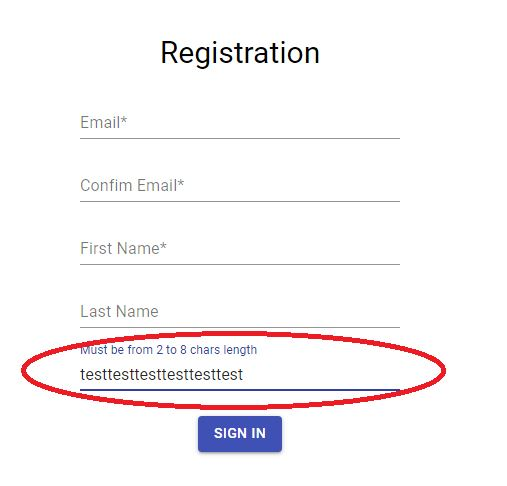 Registration
Email*
Confim Email*
First Name*
Last Name
Must be from 2 to 8 chars length
testtesttesttesttesttest
SIGN IN